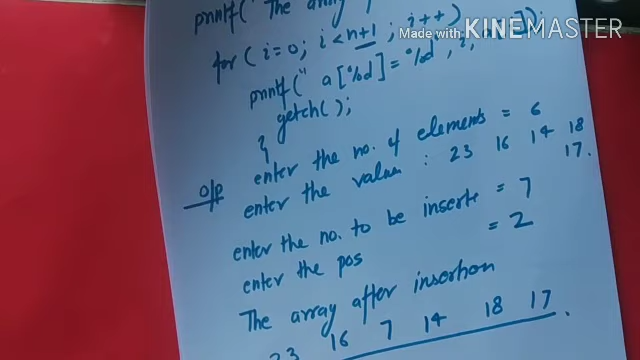 printf(" The array
for ( i=0; i<n+1 ; i++)
printf(" a[%d]=%d", i, a[ ]);
getch();
}
O/P enter the no. of elements = 6
enter the values : 23 16 14 18
17.
enter the no. to be inserte = 7
enter the pos = 2
The array after insertion
23 16 7 14 18 17.
Made with KINEMASTER